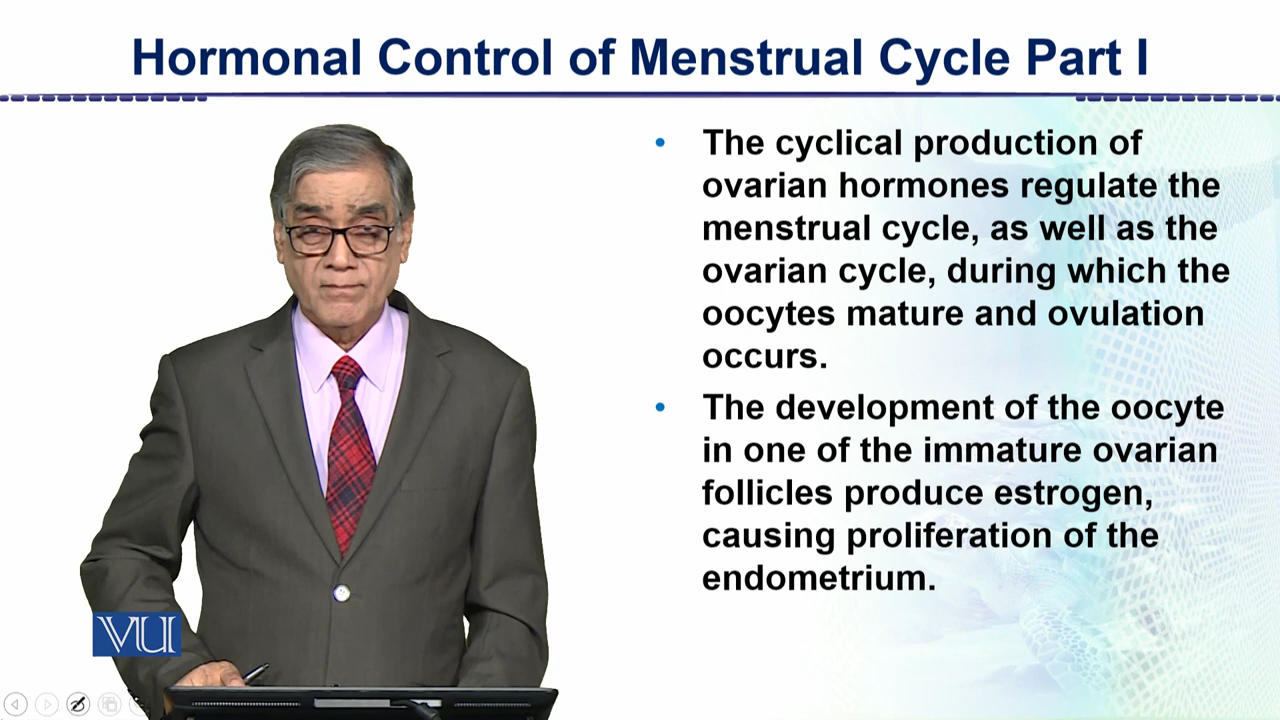 Hormonal Control of Menstrual Cycle Part I
• The cyclical production of
ovarian hormones regulate the
menstrual cycle, as well as the
ovarian cycle, during which the
oocytes mature and ovulation
occurs.
• The development of the oocyte
in one of the immature ovarian
follicles produce estrogen,
causing proliferation of the
endometrium.
VU